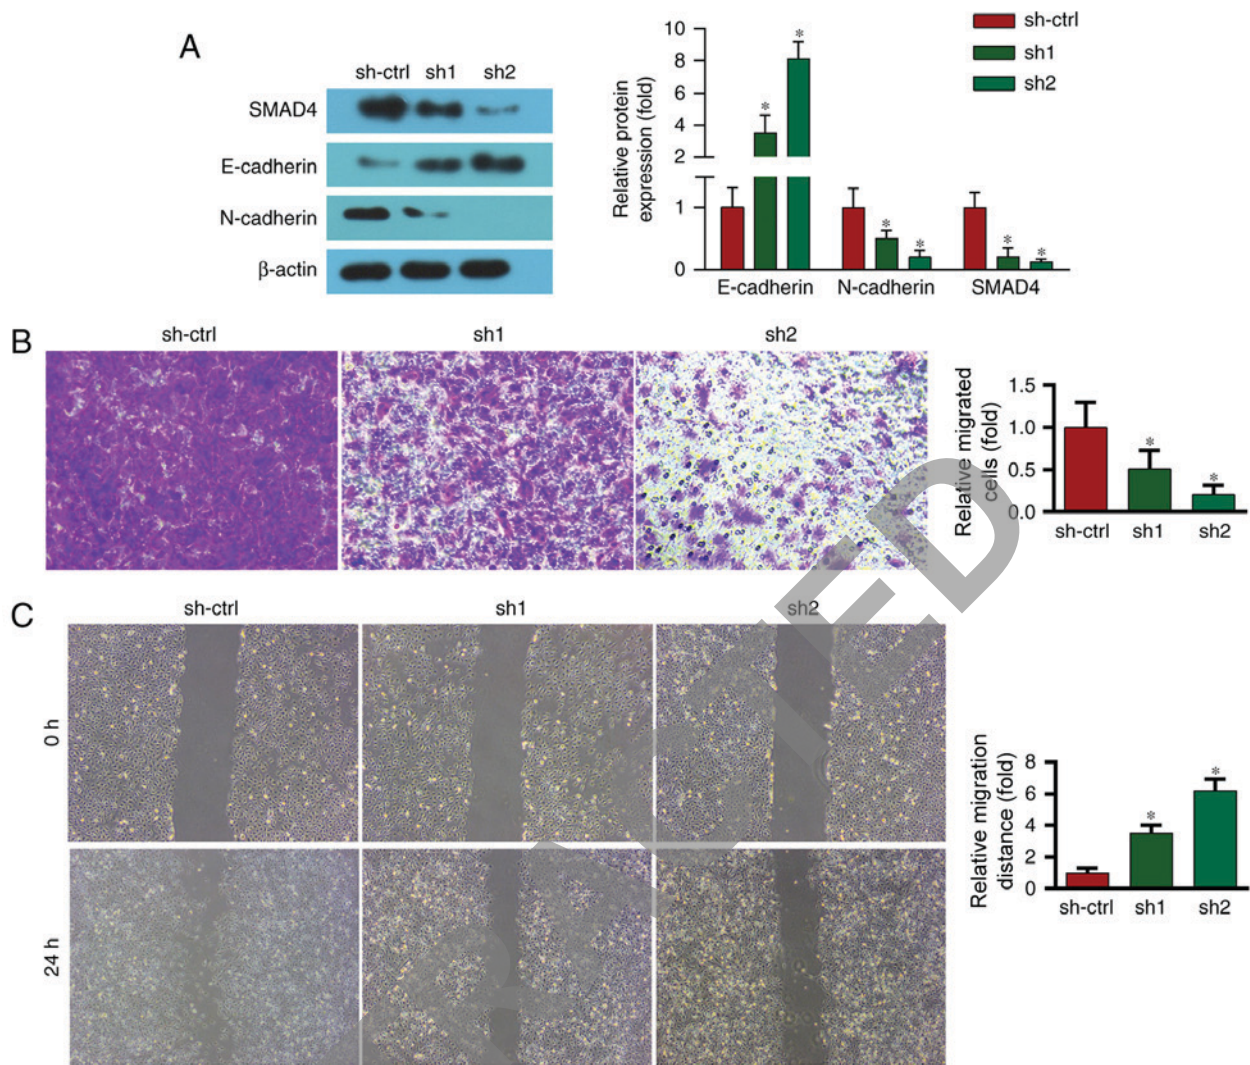 A
sh-ctrl sh1 sh2
SMAD4
E-cadherin
N-cadherin
β-actin
Relative protein
expression (fold)
10
8
6
4
2
1
0
*
*
*
*
*
*
E-cadherin N-cadherin SMAD4
sh-ctrl
sh1
sh2
B
sh-ctrl sh1 sh2
Relative migrated
cells (fold)
1.5
1.0
0.5
0.0
*
*
sh-ctrl sh1 sh2
C
sh-ctrl sh1 sh2
0 h
24 h
Relative migration
distance (fold)
8
6
4
2
0
*
*
sh-ctrl sh1 sh2